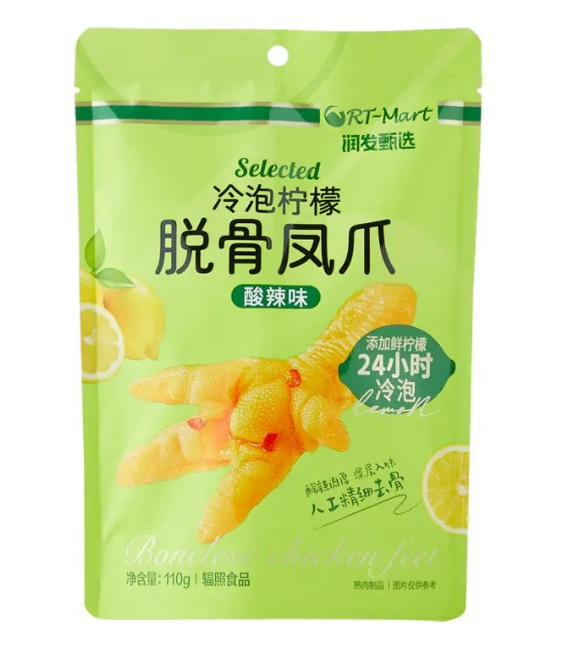 RT-Mart
润发甄选
Selected
冷泡柠檬
脱骨凤爪
酸辣味
添加鲜柠檬
24小时
冷泡
lemon
酸辣肉厚 深层入味
人工精细去骨
Boneless chicken feet
净含量:110g | 辐照食品
熟肉制品 | 图片仅供参考